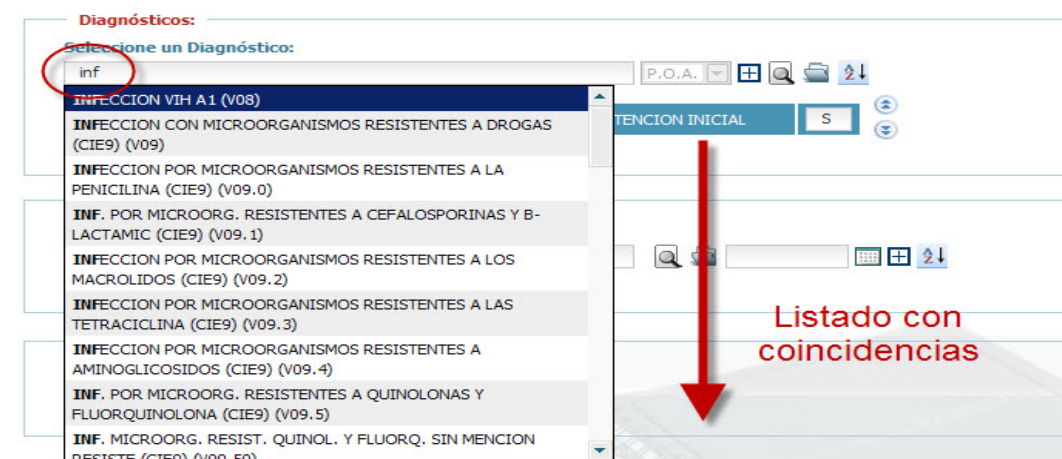 Diagnósticos:
Seleccione un Diagnóstico:
inf
P.O.A.
INFECCION VIH A1 (V08)
INFECCION CON MICROORGANISMOS RESISTENTES A DROGAS
(CIE9) (V09)
TENCION INICIAL
S
INFECCION POR MICROORGANISMOS RESISTENTES A LA
PENICILINA (CIE9) (V09.0)
INF. POR MICROORG. RESISTENTES A CEFALOSPORINAS Y B-
LACTAMIC (CIE9) (V09.1)
INFECCION POR MICROORGANISMOS RESISTENTES A LOS
MACROLIDOS (CIE9) (V09.2)
INFECCION POR MICROORGANISMOS RESISTENTES A LAS
TETRACICLINA (CIE9) (V09.3)
INFECCION POR MICROORGANISMOS RESISTENTES A
AMINOGLICOSIDOS (CIE9) (V09.4)
INF. POR MICROORG. RESISTENTES A QUINOLONAS Y
FLUORQUINOLONA (CIE9) (V09.5)
INF. MICROORG. RESIST. QUINOL. Y FLUORQ. SIN MENCION
RESISTE (CIE9) (V09.50)
Listado con
coincidencias